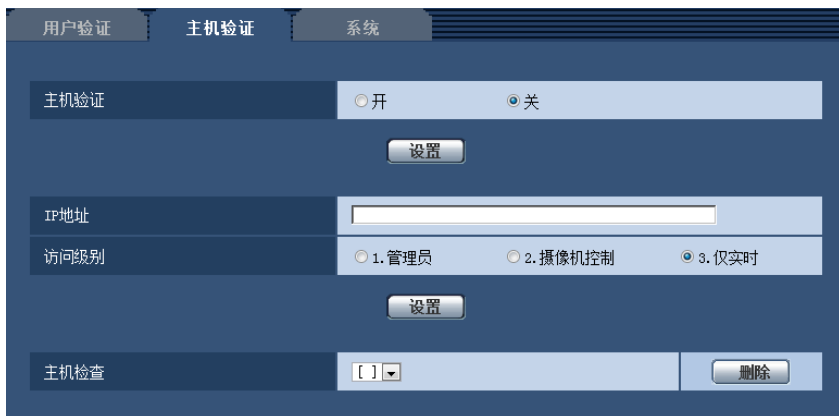 用户验证 主机验证 系统
主机验证 开 关
设置
IP地址
访问级别 1.管理员 2.摄像机控制 3.仅实时
设置
主机检查 [ ] 删除